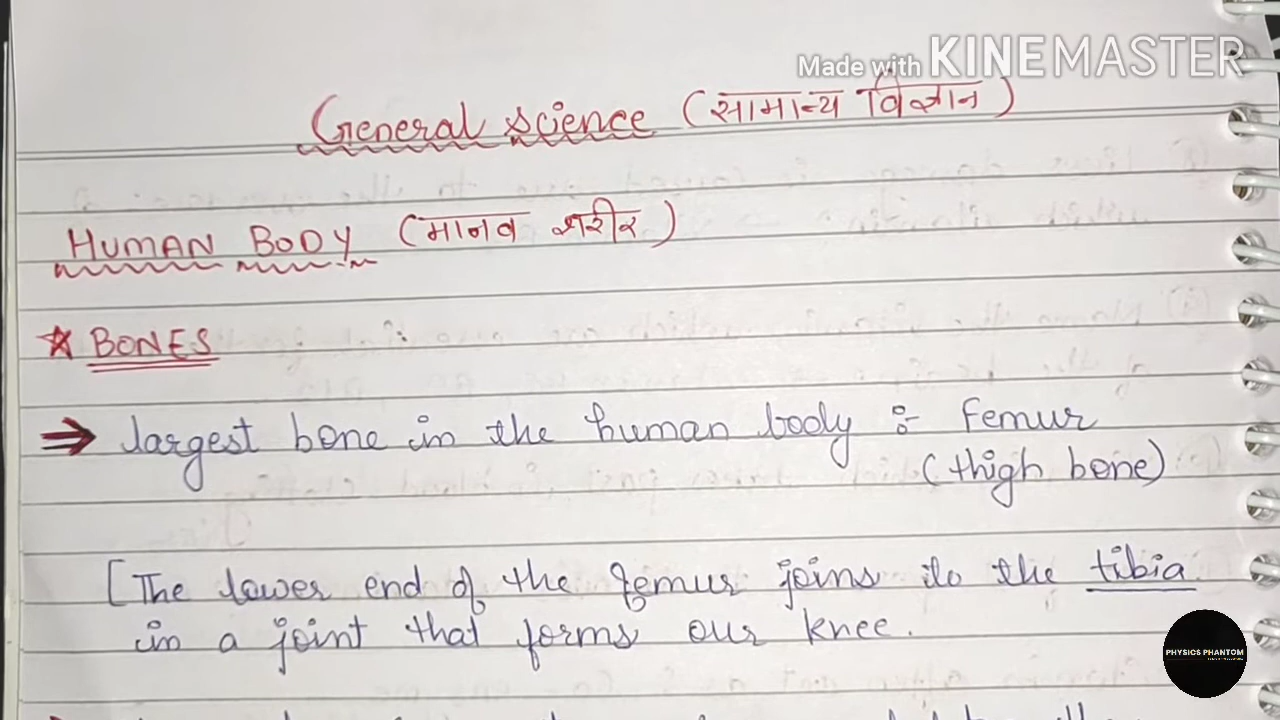 Made with KINEMASTER
General science (सामान्य विज्ञान)
HUMAN BODY (मानव शरीर)
★ BONES
⇒ largest bone in the human body :- Femur
(thigh bone)
[The lower end of the femur joins to the tibia
in a joint that forms our knee.
PHYSICS PHANTOM